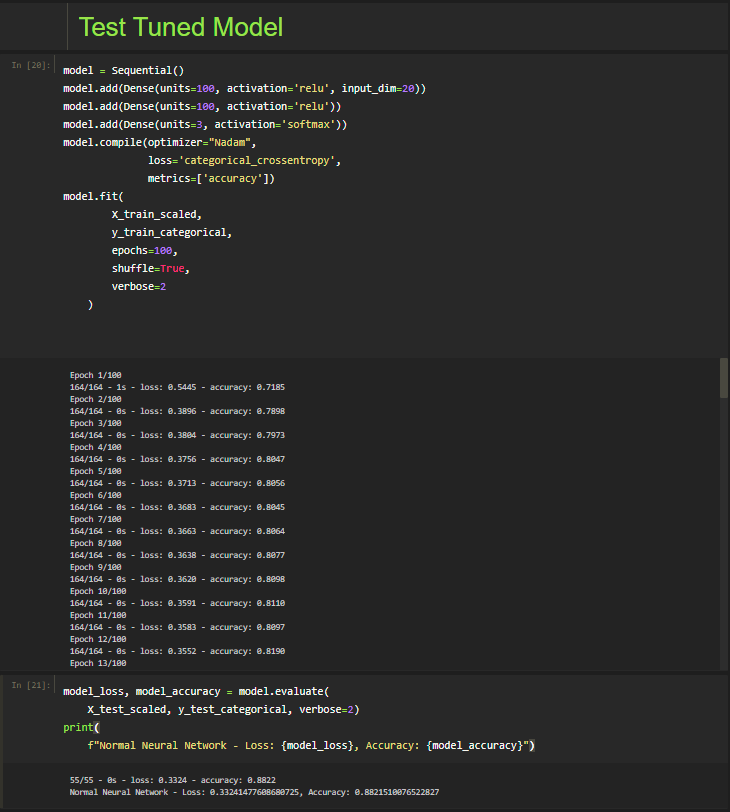 Test Tuned Model
In [20]:
model = Sequential()
model.add(Dense(units=100, activation='relu', input_dim=20))
model.add(Dense(units=100, activation='relu'))
model.add(Dense(units=3, activation='softmax'))
model.compile(optimizer="Nadam",
loss='categorical_crossentropy',
metrics=['accuracy'])
model.fit(
X_train_scaled,
y_train_categorical,
epochs=100,
shuffle=True,
verbose=2
)
Epoch 1/100
164/164 - 1s - loss: 0.5445 - accuracy: 0.7185
Epoch 2/100
164/164 - 0s - loss: 0.3896 - accuracy: 0.7898
Epoch 3/100
164/164 - 0s - loss: 0.3804 - accuracy: 0.7973
Epoch 4/100
164/164 - 0s - loss: 0.3756 - accuracy: 0.8047
Epoch 5/100
164/164 - 0s - loss: 0.3713 - accuracy: 0.8056
Epoch 6/100
164/164 - 0s - loss: 0.3683 - accuracy: 0.8045
Epoch 7/100
164/164 - 0s - loss: 0.3663 - accuracy: 0.8064
Epoch 8/100
164/164 - 0s - loss: 0.3638 - accuracy: 0.8077
Epoch 9/100
164/164 - 0s - loss: 0.3620 - accuracy: 0.8098
Epoch 10/100
164/164 - 0s - loss: 0.3591 - accuracy: 0.8110
Epoch 11/100
164/164 - 0s - loss: 0.3583 - accuracy: 0.8097
Epoch 12/100
164/164 - 0s - loss: 0.3552 - accuracy: 0.8190
Epoch 13/100
In [21]:
model_loss, model_accuracy = model.evaluate(
X_test_scaled, y_test_categorical, verbose=2)
print(
f"Normal Neural Network - Loss: {model_loss}, Accuracy: {model_accuracy}")
55/55 - 0s - loss: 0.3324 - accuracy: 0.8822
Normal Neural Network - Loss: 0.33241477608680725, Accuracy: 0.8821510076522827